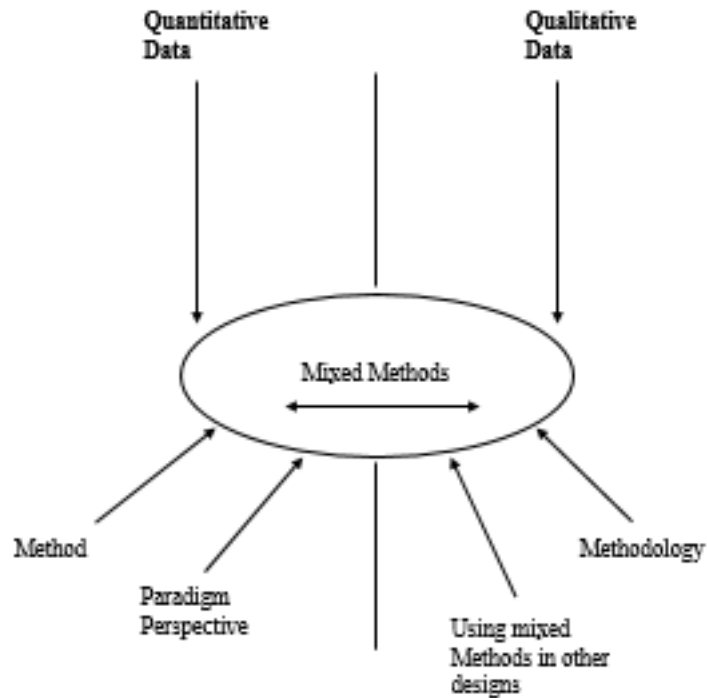 Quantitative
Data
Qualitative
Data
Mixed Methods
Method
Methodology
Paradigm
Perspective
Using mixed
Methods in other
designs